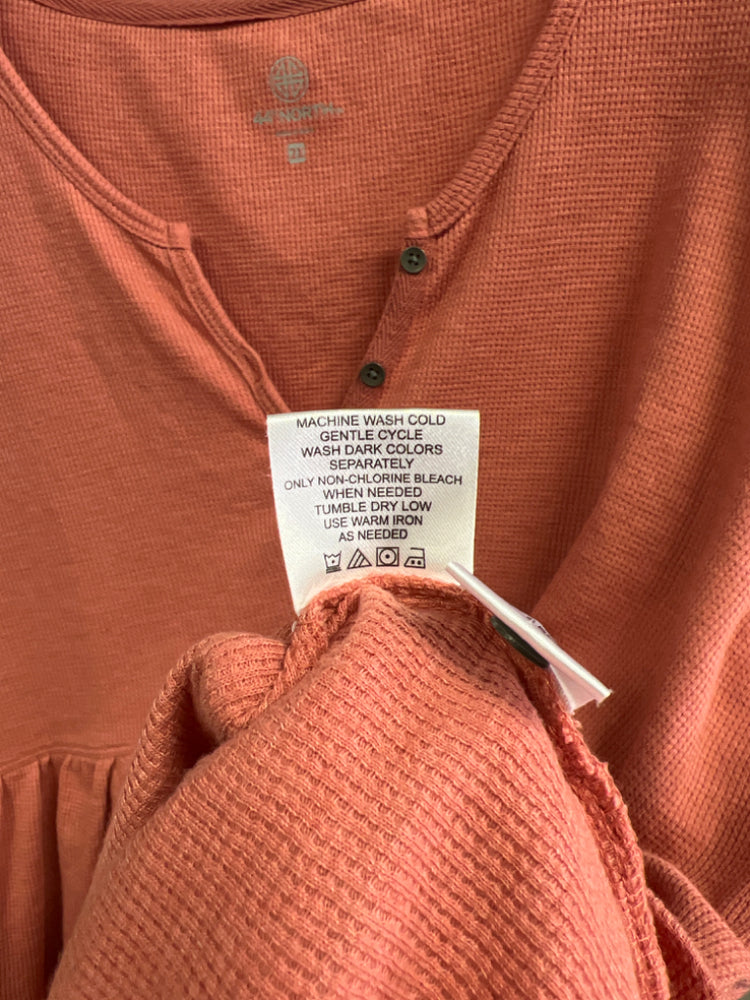 MACHINE WASH COLD
GENTLE CYCLE
WASH DARK COLORS
SEPARATELY
ONLY NON-CHLORINE BLEACH
WHEN NEEDED
TUMBLE DRY LOW
USE WARM IRON
AS NEEDED